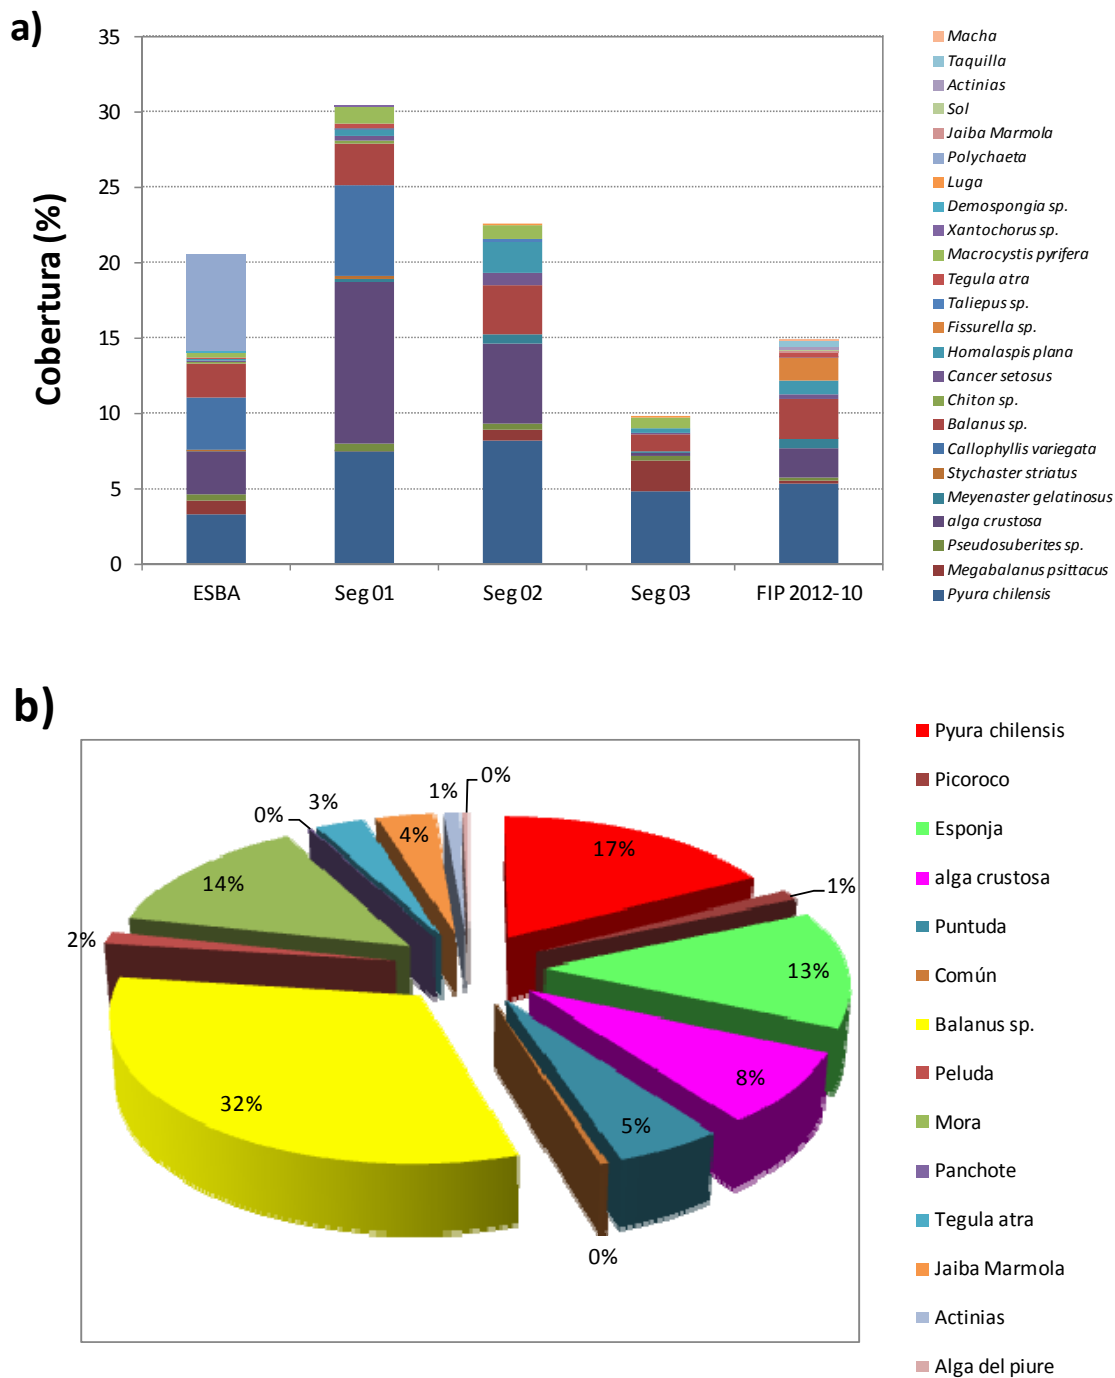 a)
Cobertura (%)
35
30
25
20
15
10
5
0
ESBA
Seg 01
Seg 02
Seg 03
FIP 2012-10
Macha
Taquilla
Actinias
Sol
Jaiba Marmola
Polychaeta
Luga
Demospongia sp.
Xantochorus sp.
Macrocystis pyrifera
Tegula atra
Taliepus sp.
Fissurella sp.
Homalaspis plana
Cancer setosus
Chiton sp.
Balanus sp.
Callophyllis variegata
Stychaster striatus
Meyenaster gelatinosus
alga crustosa
Pseudosuberites sp.
Megabalanus psittacus
Pyura chilensis
b)
17%
1%
13%
8%
5%
0%
32%
2%
14%
0%
3%
4%
1%
0%
Pyura chilensis
Picoroco
Esponja
alga crustosa
Puntuda
Común
Balanus sp.
Peluda
Mora
Panchote
Tegula atra
Jaiba Marmola
Actinias
Alga del piure